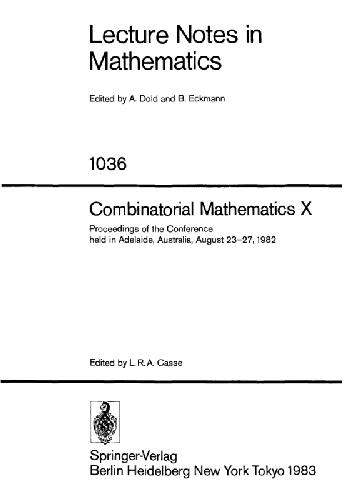 Lecture Notes in
Mathematics
Edited by A. Dold and B. Eckmann
1036
Combinatorial Mathematics X
Proceedings of the Conference
held in Adelaide, Australia, August 23–27, 1982
Edited by L. R. A. Casse
Springer-Verlag
Berlin Heidelberg New York Tokyo 1983